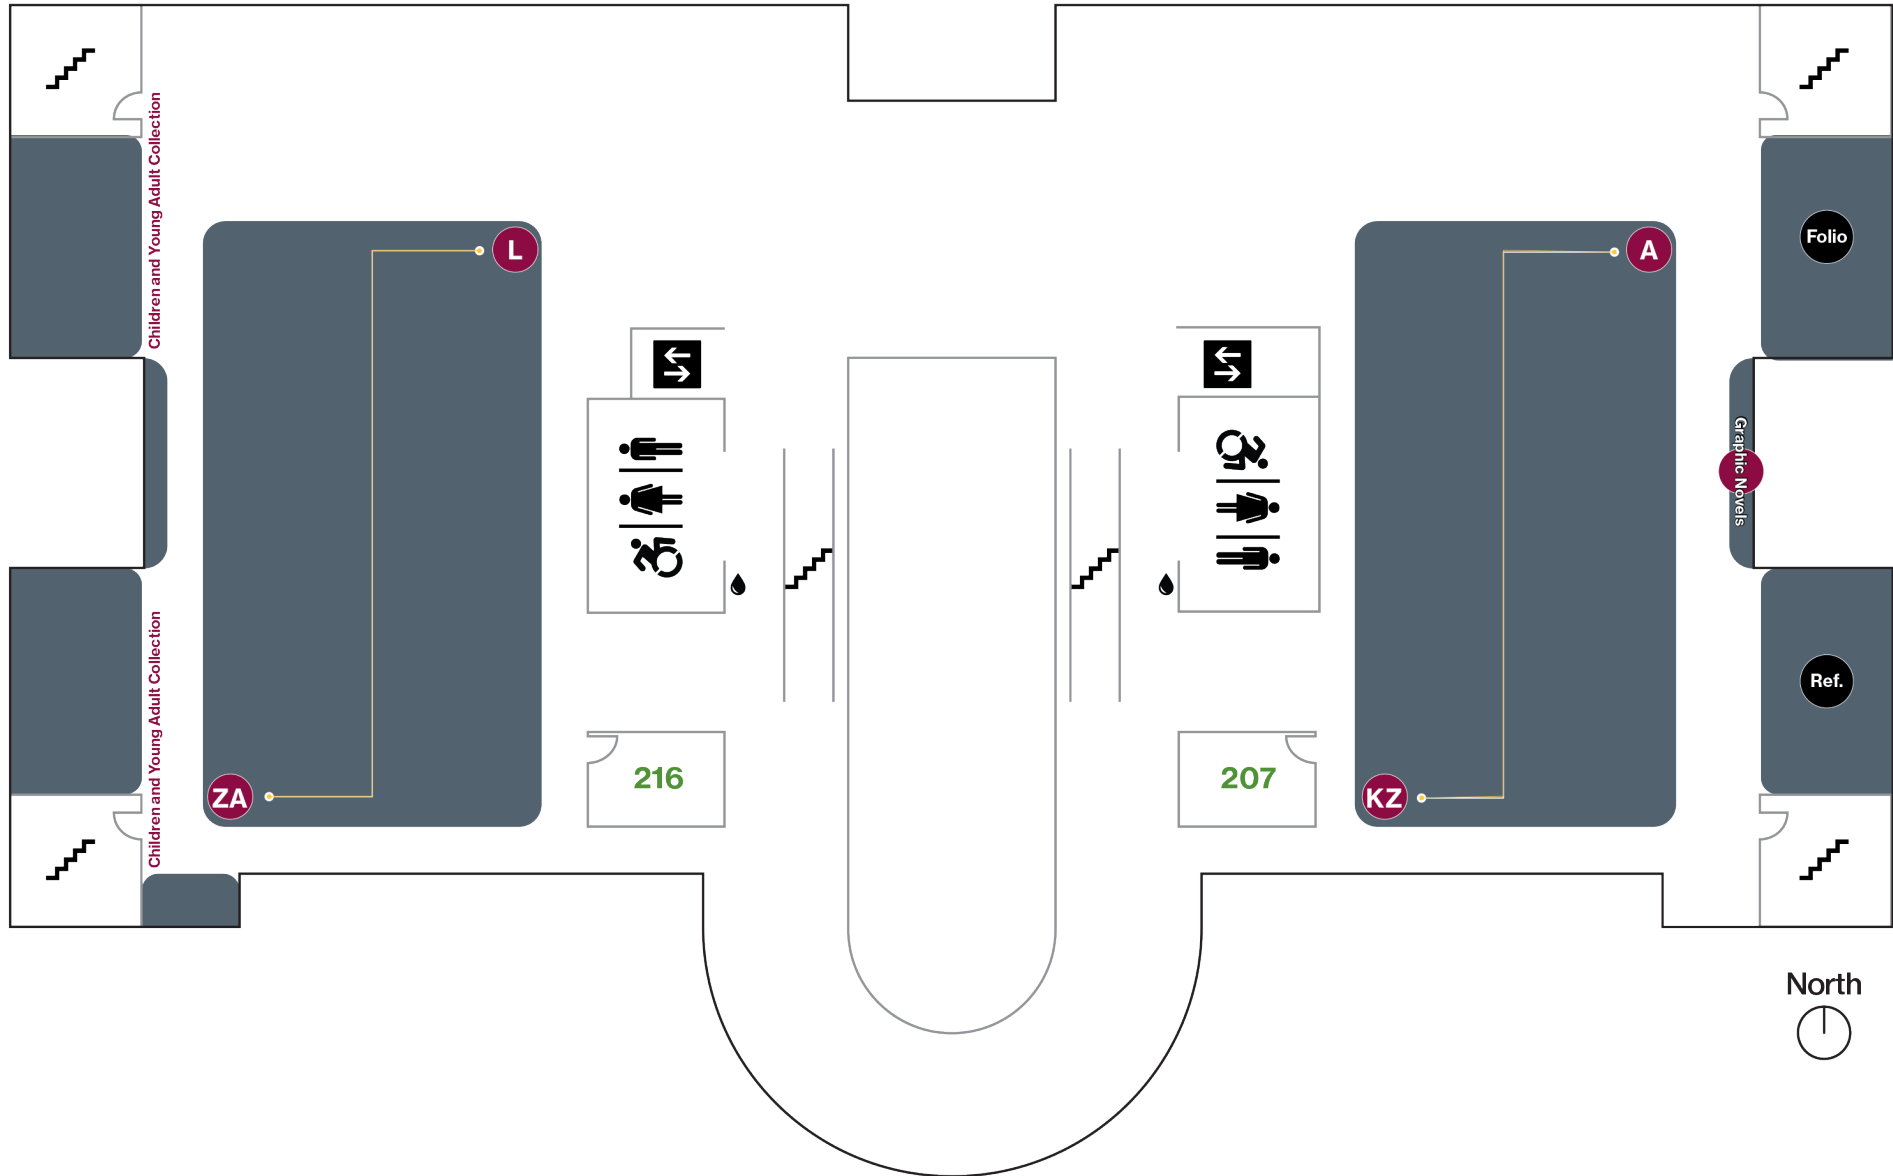 Children and Young Adult Collection
L
A
Folio
Graphic Novels
Ref.
ZA
216
207
KZ
Children and Young Adult Collection
North